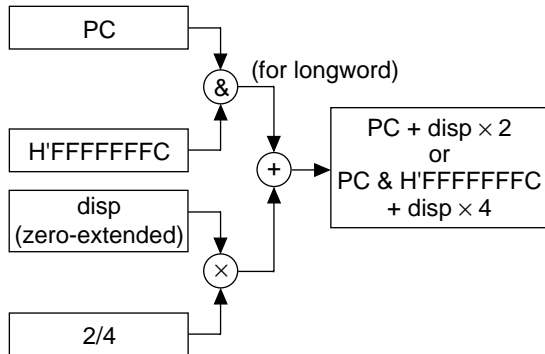 PC
&
(for longword)
H'FFFFFFFC
+
PC + disp × 2
or
PC & H'FFFFFFFC
+ disp × 4
disp
(zero-extended)
×
2/4